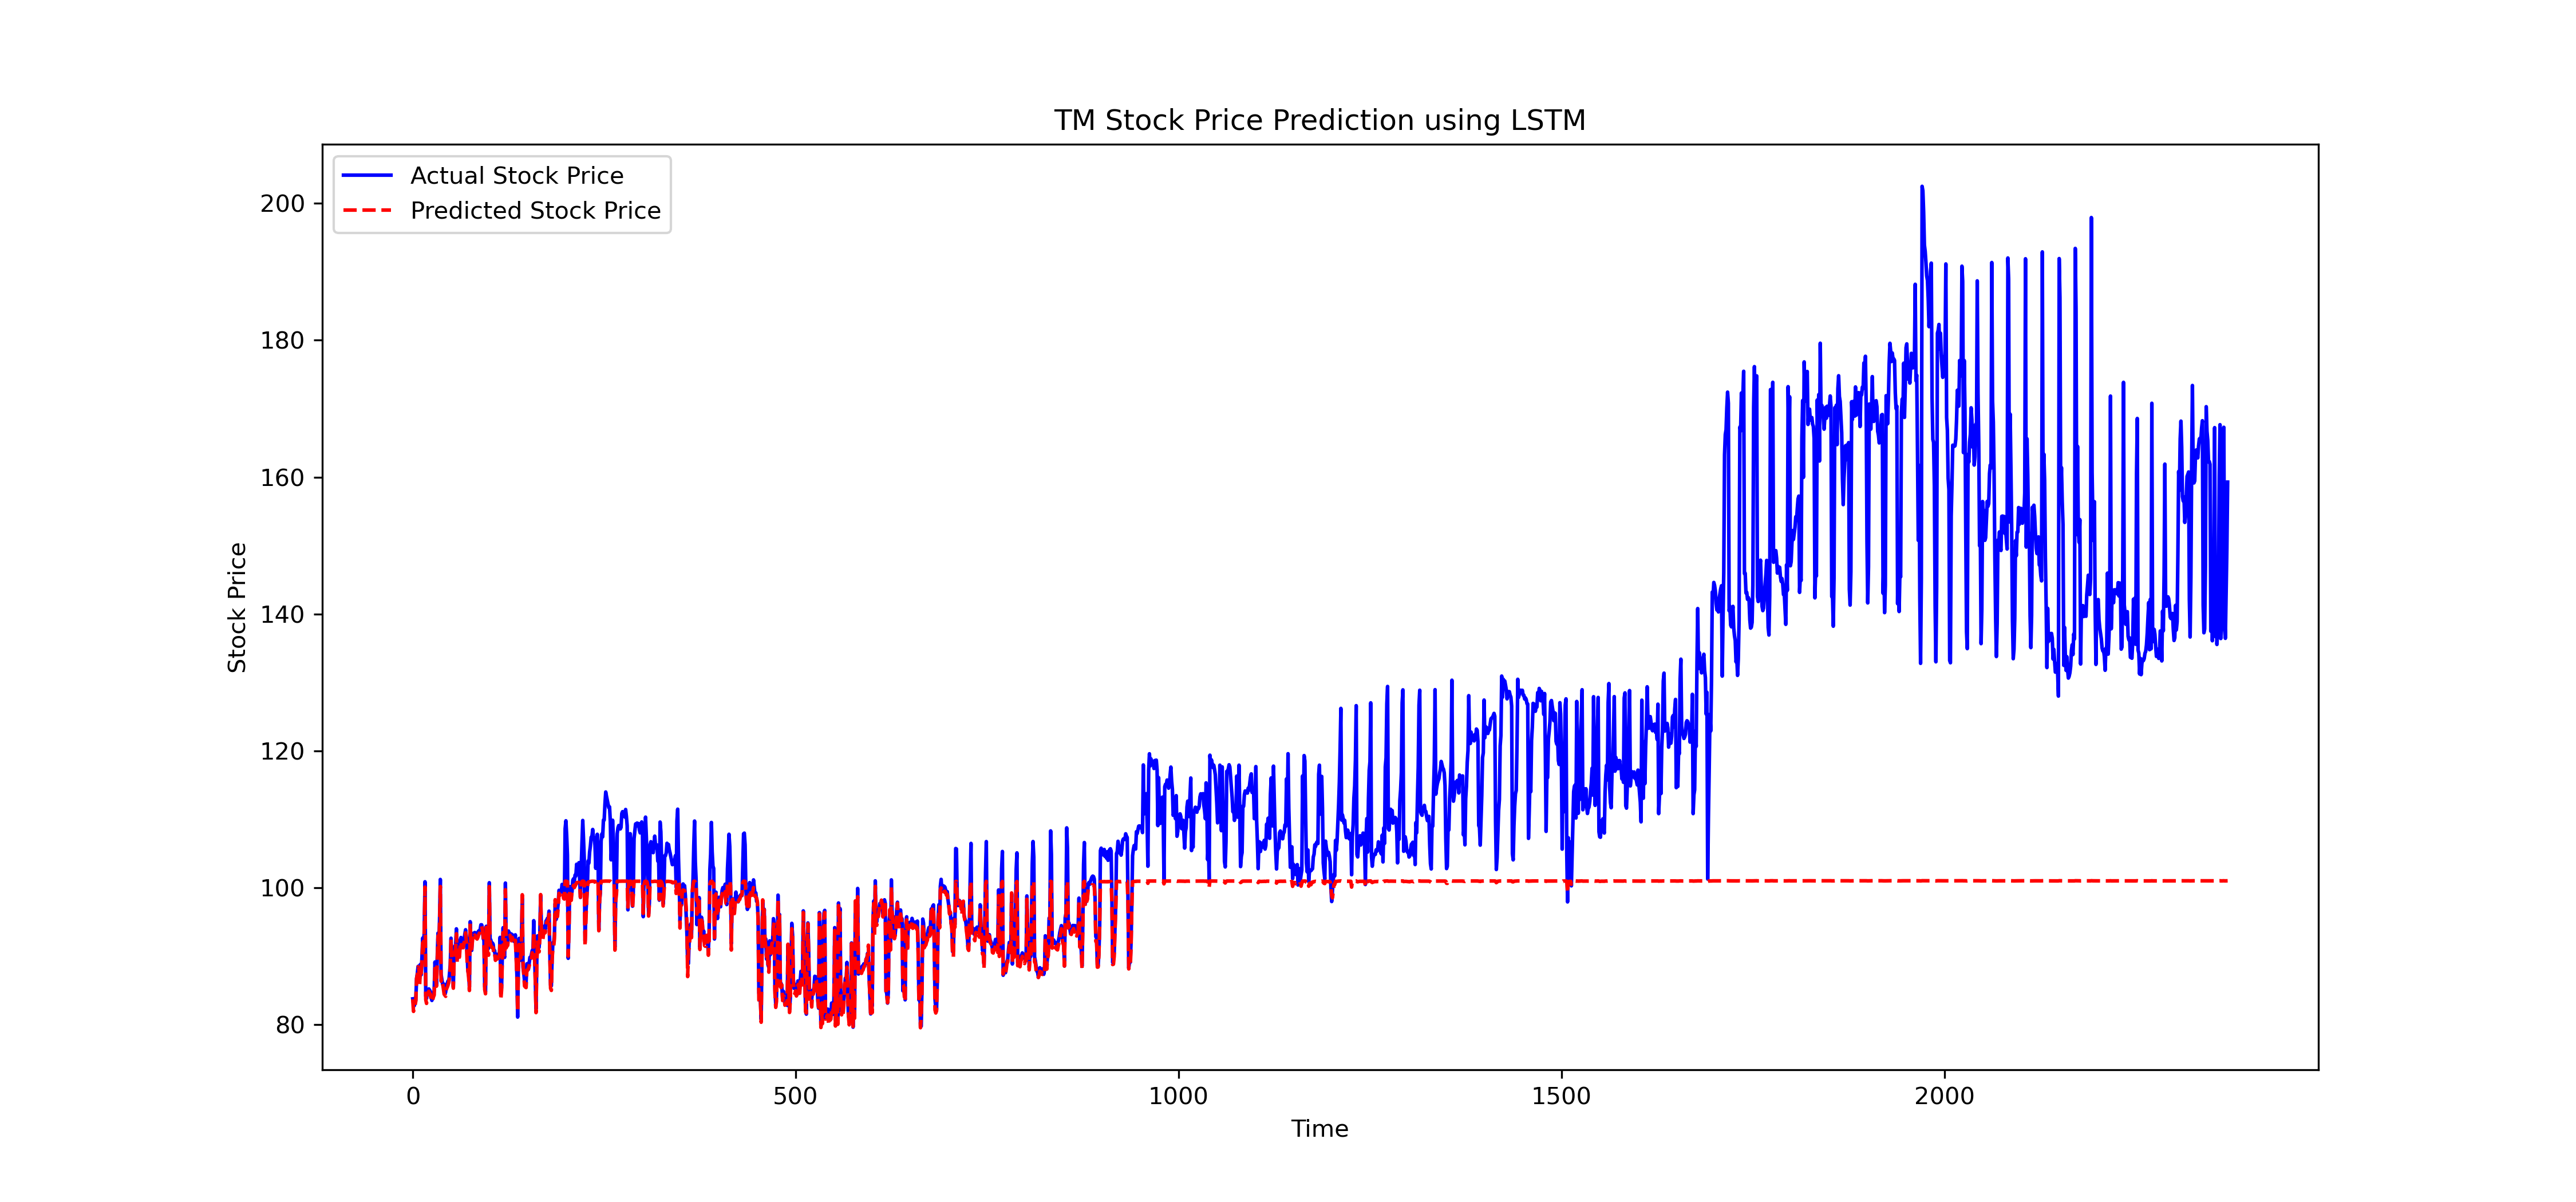 TM Stock Price Prediction using LSTM
Actual Stock Price
Predicted Stock Price
200
180
160
140
120
100
80
Stock Price
0
500
1000
1500
2000
Time